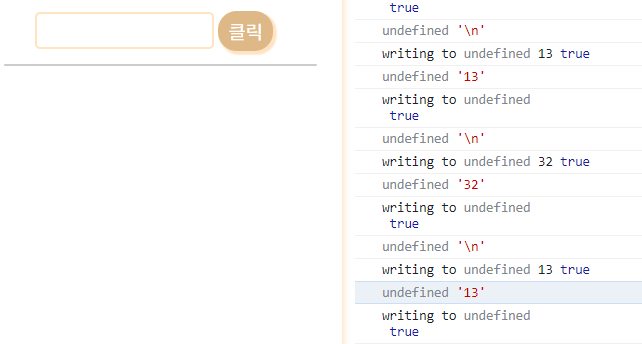 클릭
true
undefined '\n'
writing to undefined 13 true
undefined '13'
writing to undefined
true
undefined '\n'
writing to undefined 32 true
undefined '32'
writing to undefined
true
undefined '\n'
writing to undefined 13 true
undefined '13'
writing to undefined
true